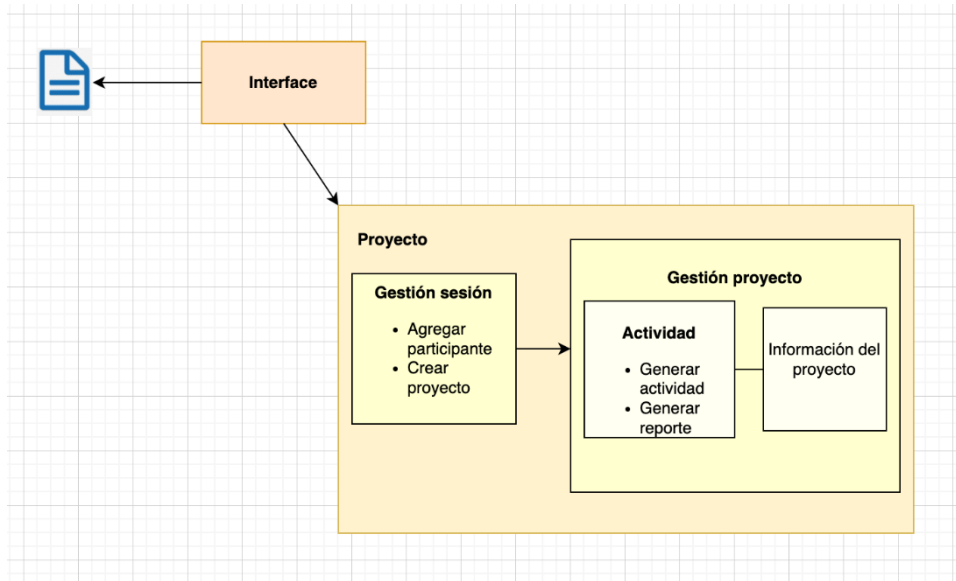 Interface
Proyecto
Gestión sesión
• Agregar
participante
• Crear
proyecto
Gestión proyecto
Actividad
• Generar
actividad
• Generar
reporte
Información del
proyecto